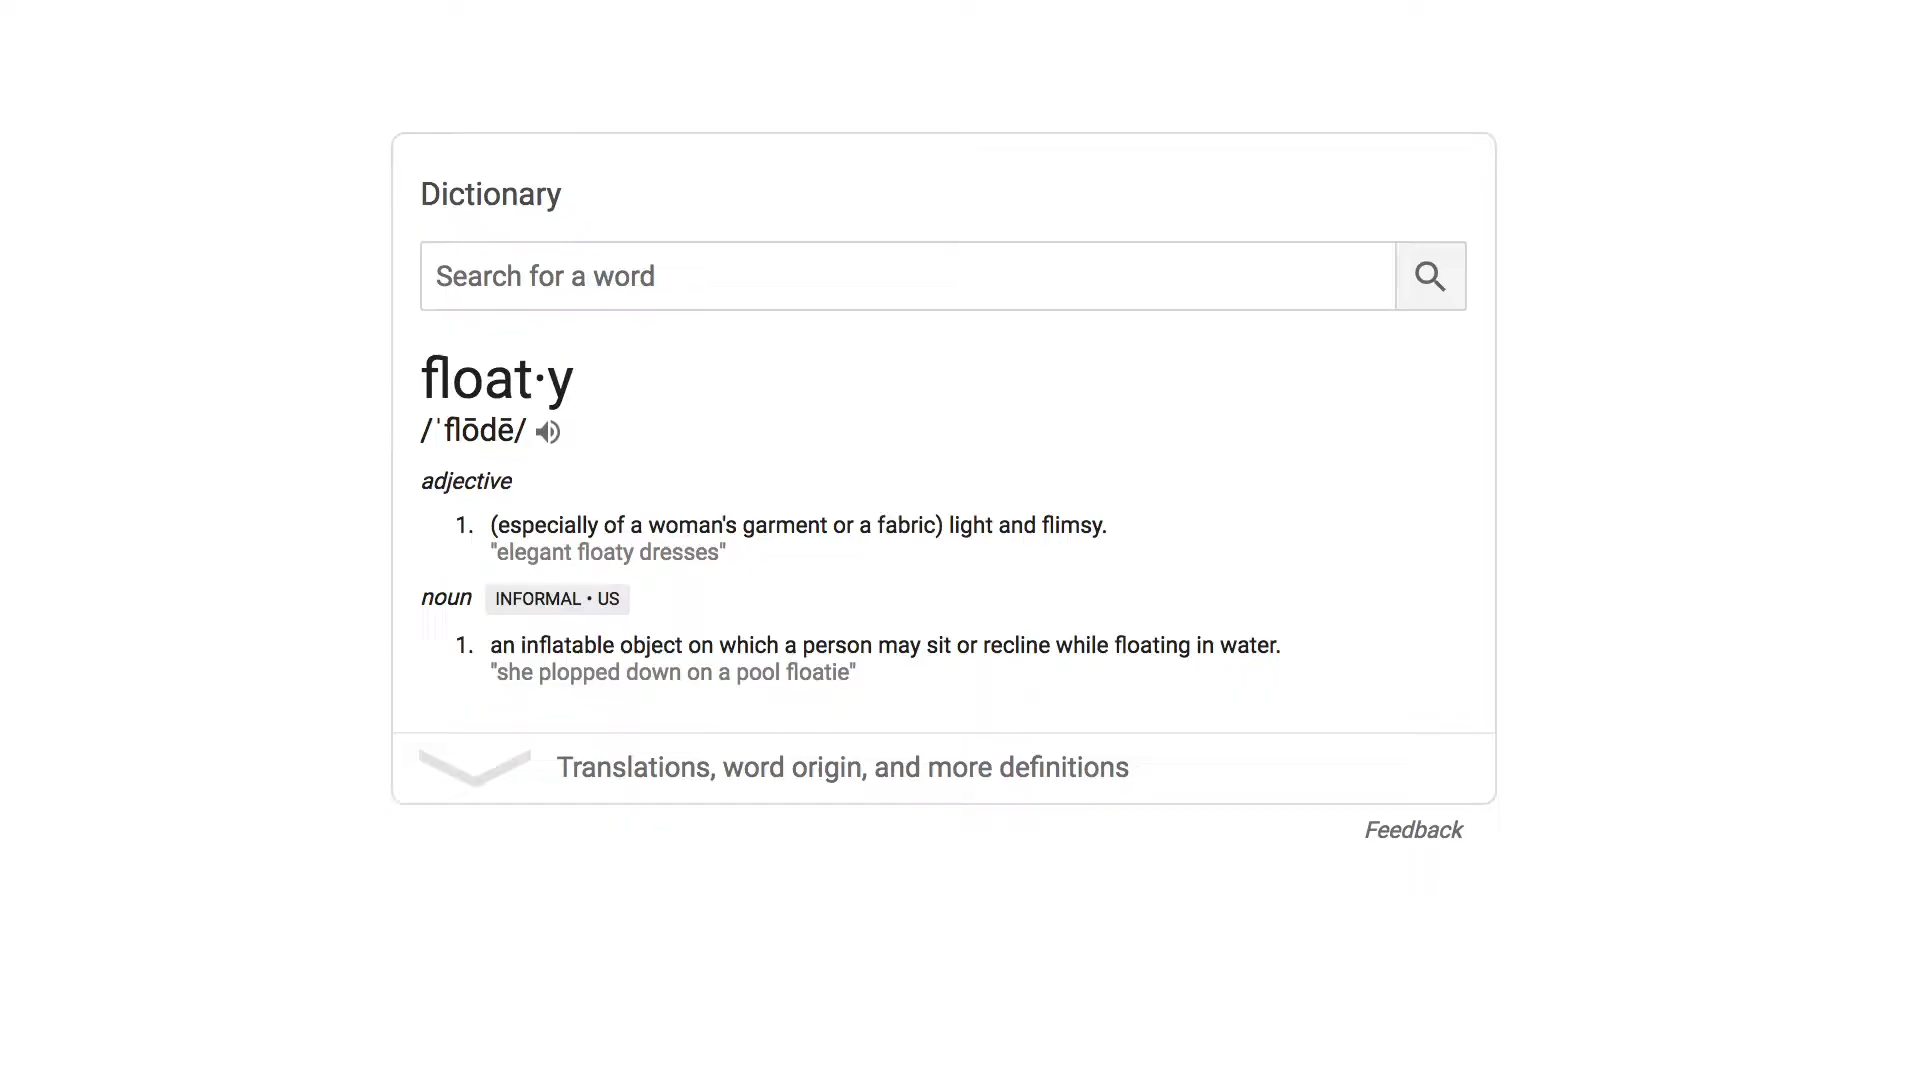 Dictionary
Search for a word
float·y
/ˈflōdē/
adjective
1. (especially of a woman's garment or a fabric) light and flimsy.
"elegant floaty dresses"
noun INFORMAL • US
1. an inflatable object on which a person may sit or recline while floating in water.
"she plopped down on a pool floatie"
Translations, word origin, and more definitions
Feedback